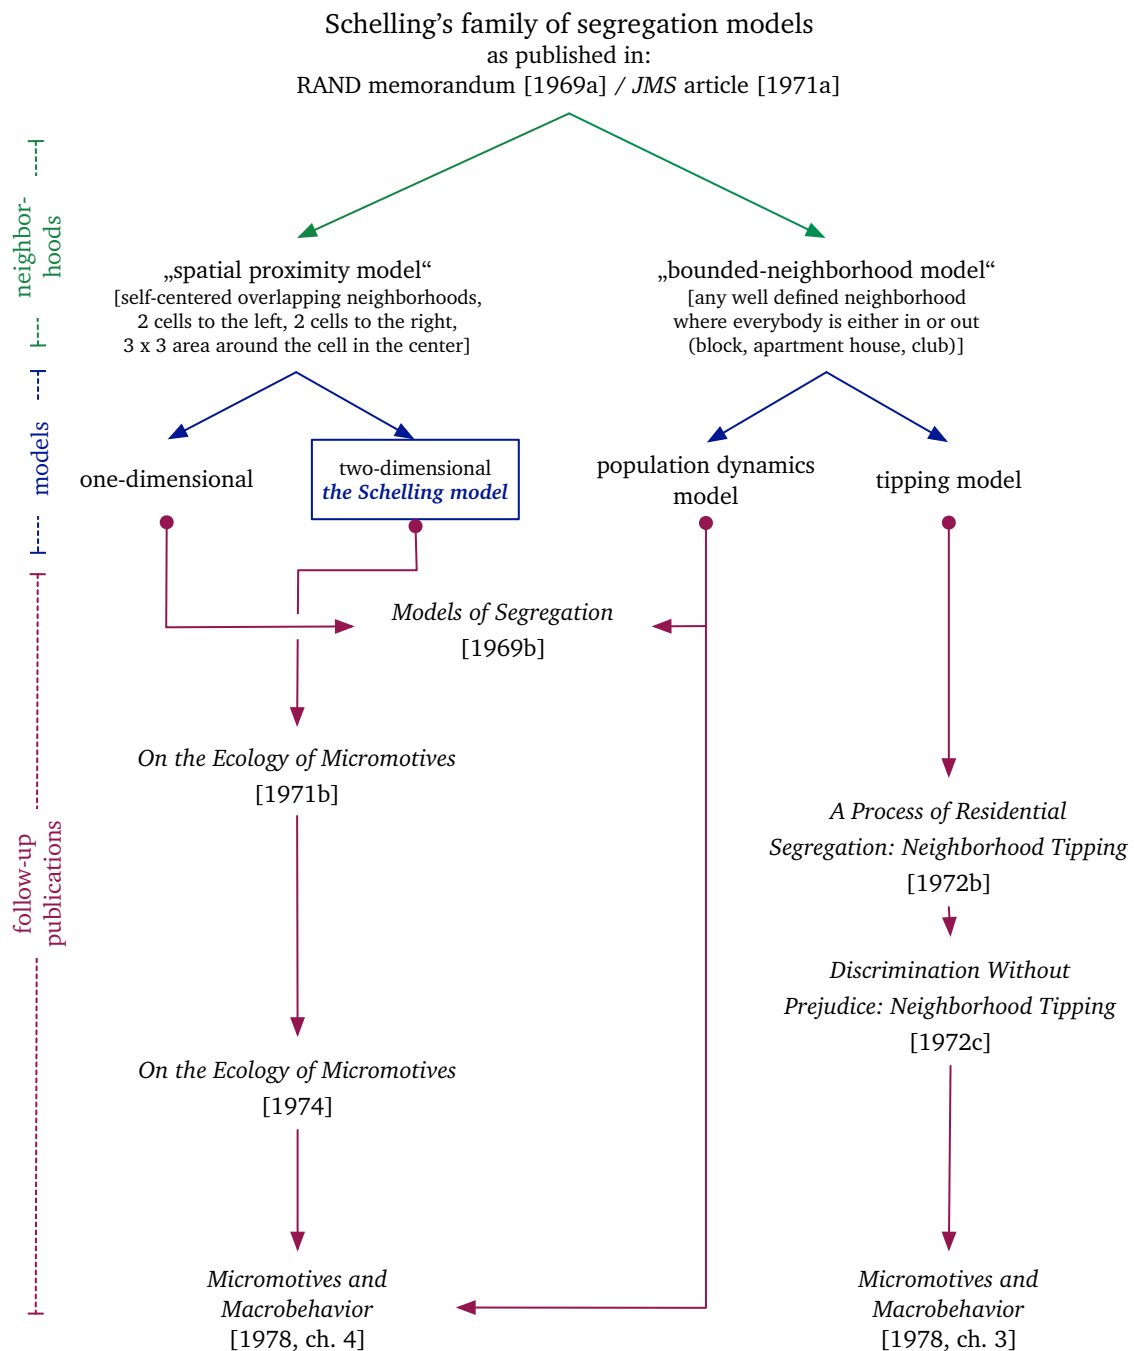 Schelling’s family of segregation models
as published in:
RAND memorandum [1969a] / JMS article [1971a]
neighbor-
hoods
„spatial proximity model“
[self-centered overlapping neighborhoods,
2 cells to the left, 2 cells to the right,
3 x 3 area around the cell in the center]
„bounded-neighborhood model“
[any well defined neighborhood
where everybody is either in or out
(block, apartment house, club)]
models
one-dimensional
two-dimensional
the Schelling model
population dynamics
model
tipping model
follow-up
publications
Models of Segregation
[1969b]
On the Ecology of Micromotives
[1971b]
A Process of Residential
Segregation: Neighborhood Tipping
[1972b]
Discrimination Without
Prejudice: Neighborhood Tipping
[1972c]
On the Ecology of Micromotives
[1974]
Micromotives and
Macrobehavior
[1978, ch. 4]
Micromotives and
Macrobehavior
[1978, ch. 3]